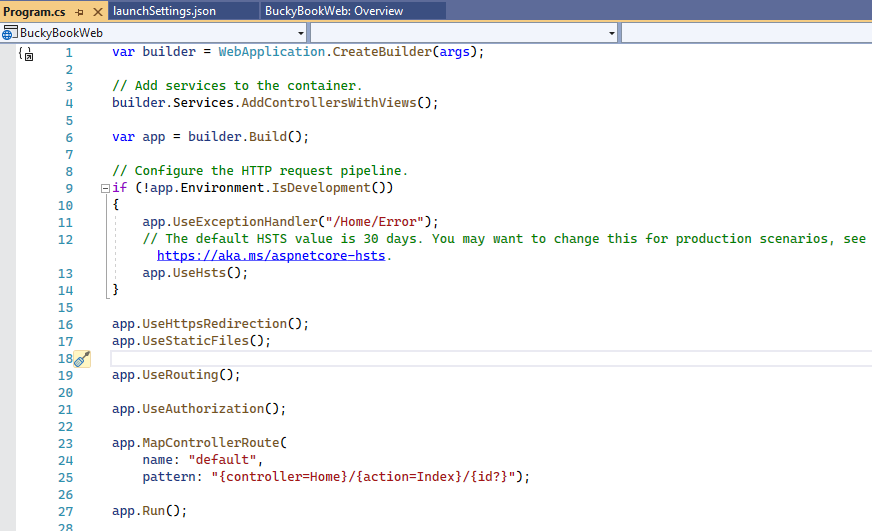 Program.cs
launchSettings.json
BuckyBookWeb: Overview
BuckyBookWeb
1 var builder = WebApplication.CreateBuilder(args);
2
3 // Add services to the container.
4 builder.Services.AddControllersWithViews();
5
6 var app = builder.Build();
7
8 // Configure the HTTP request pipeline.
9 if (!app.Environment.IsDevelopment())
10 {
11 app.UseExceptionHandler("/Home/Error");
12 // The default HSTS value is 30 days. You may want to change this for production scenarios, see
https://aka.ms/aspnetcore-hsts.
13 app.UseHsts();
14 }
15
16 app.UseHttpsRedirection();
17 app.UseStaticFiles();
18
19 app.UseRouting();
20
21 app.UseAuthorization();
22
23 app.MapControllerRoute(
24 name: "default",
25 pattern: "{controller=Home}/{action=Index}/{id?}");
26
27 app.Run();
28